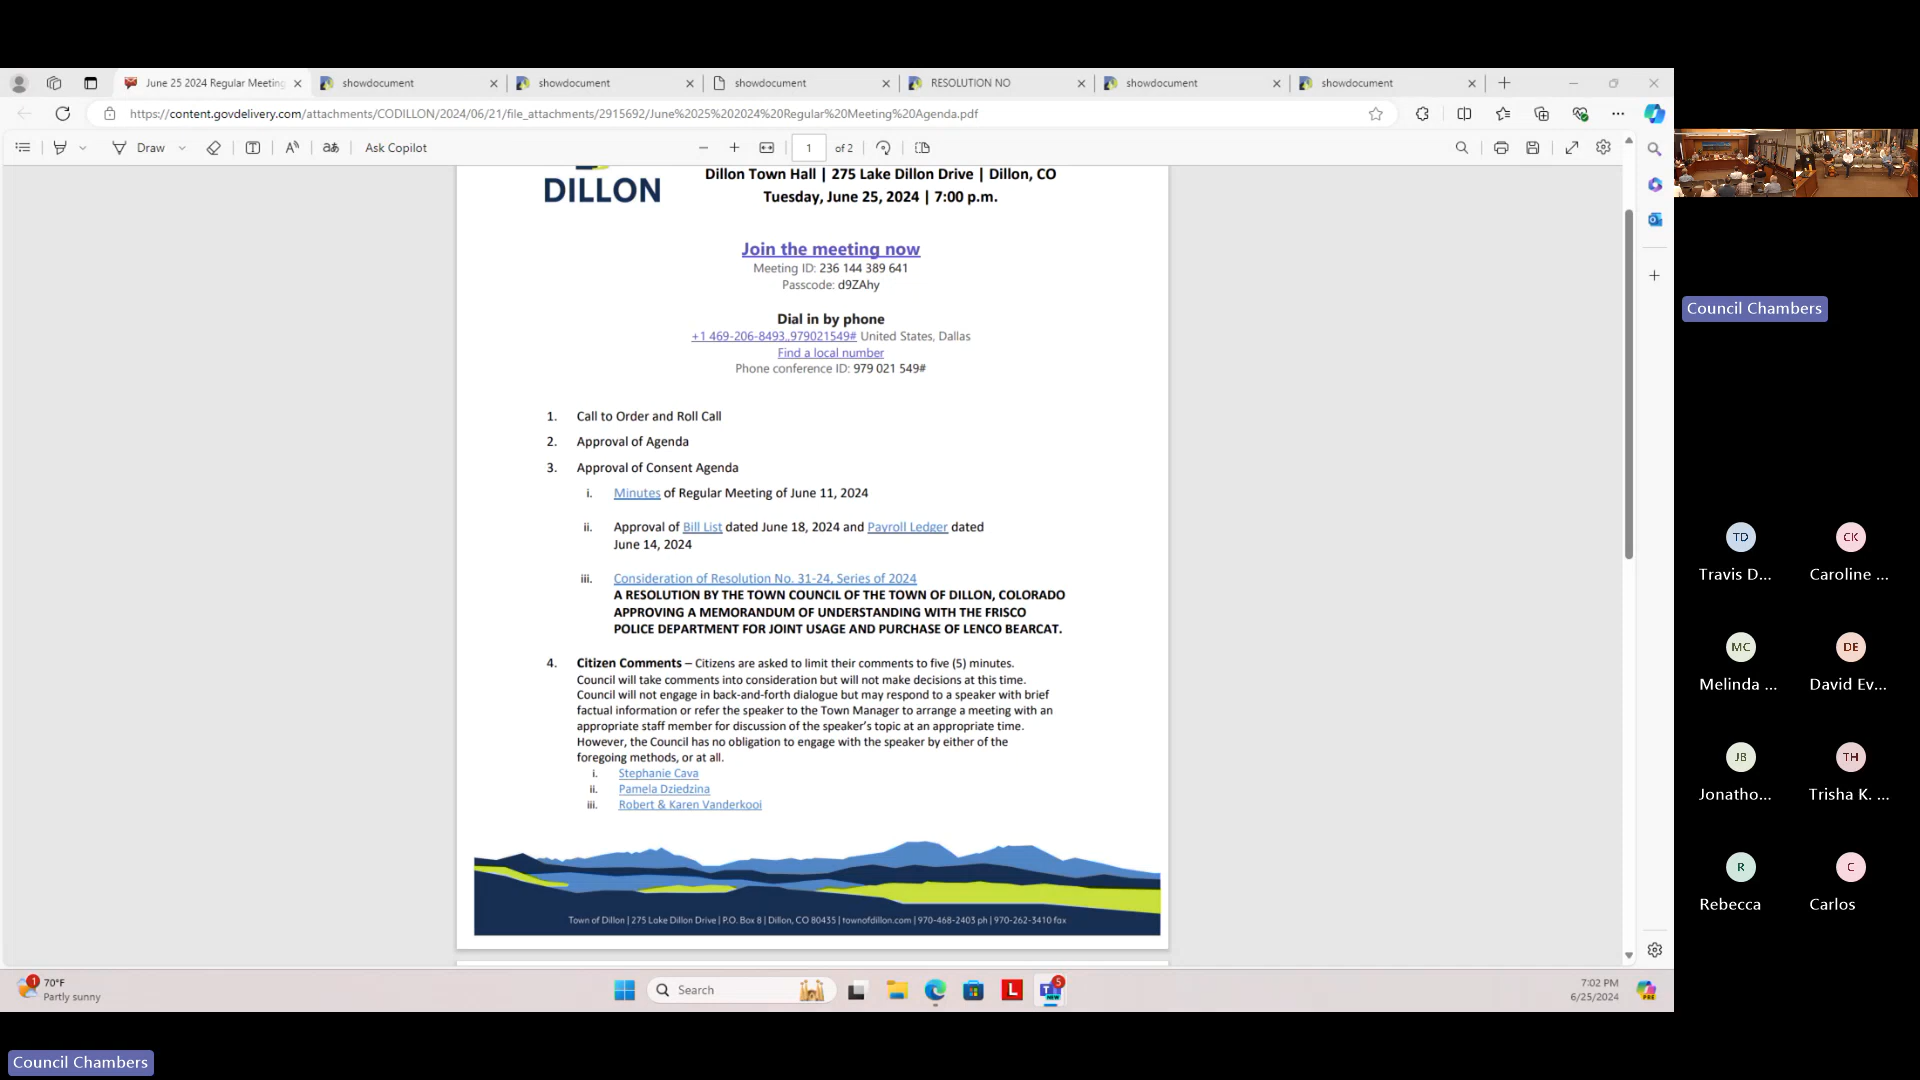 June 25 2024 Regular Meeting
showdocument
showdocument
showdocument
RESOLUTION NO
showdocument
showdocument
https://content.govdelivery.com/attachments/CODILLON/2024/06/21/file_attachments/2915692/June%2025%202024%20Regular%20Meeting%20Agenda.pdf
Draw
Ask Copilot
1 of 2
DILLON
Dillon Town Hall | 275 Lake Dillon Drive | Dillon, CO
Tuesday, June 25, 2024 | 7:00 p.m.
Join the meeting now
Meeting ID: 236 144 389 641
Passcode: d9ZAhy
Dial in by phone
+1 469-206-8493,,979021549# United States, Dallas
Find a local number
Phone conference ID: 979 021 549#
1. Call to Order and Roll Call
2. Approval of Agenda
3. Approval of Consent Agenda
i. Minutes of Regular Meeting of June 11, 2024
ii. Approval of Bill List dated June 18, 2024 and Payroll Ledger dated
June 14, 2024
iii. Consideration of Resolution No. 31-24, Series of 2024
A RESOLUTION BY THE TOWN COUNCIL OF THE TOWN OF DILLON, COLORADO
APPROVING A MEMORANDUM OF UNDERSTANDING WITH THE FRISCO
POLICE DEPARTMENT FOR JOINT USAGE AND PURCHASE OF LENCO BEARCAT.
4. Citizen Comments – Citizens are asked to limit their comments to five (5) minutes.
Council will take comments into consideration but will not make decisions at this time.
Council will not engage in back-and-forth dialogue but may respond to a speaker with brief
factual information or refer the speaker to the Town Manager to arrange a meeting with an
appropriate staff member for discussion of the speaker's topic at an appropriate time.
However, the Council has no obligation to engage with the speaker by either of the
foregoing methods, or at all.
i. Stephanie Cava
ii. Pamela Dziedzina
iii. Robert & Karen Vanderkooi
Town of Dillon | 275 Lake Dillon Drive | P.O. Box 8 | Dillon, CO 80435 | townofdillon.com | 970-468-2403 ph | 970-262-3410 fax
1
70°F
Partly sunny
Search
L
T
NEW
5
7:02 PM
6/25/2024
PRE
Council Chambers
TD
CK
Travis D...
Caroline ...
MC
DE
Melinda ...
David Ev...
JB
TH
Jonatho...
Trisha K. ...
R
C
Rebecca
Carlos
Council Chambers